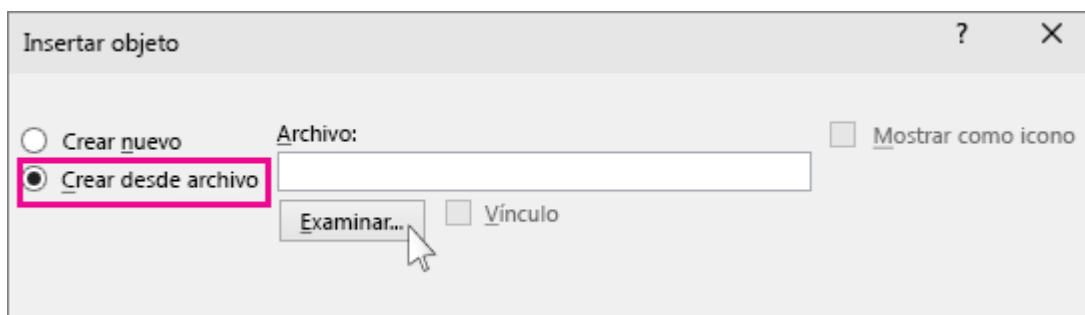 Insertar objeto ? ×
Crear nuevo Archivo: Mostrar como icono
Crear desde archivo
Examinar... Vínculo